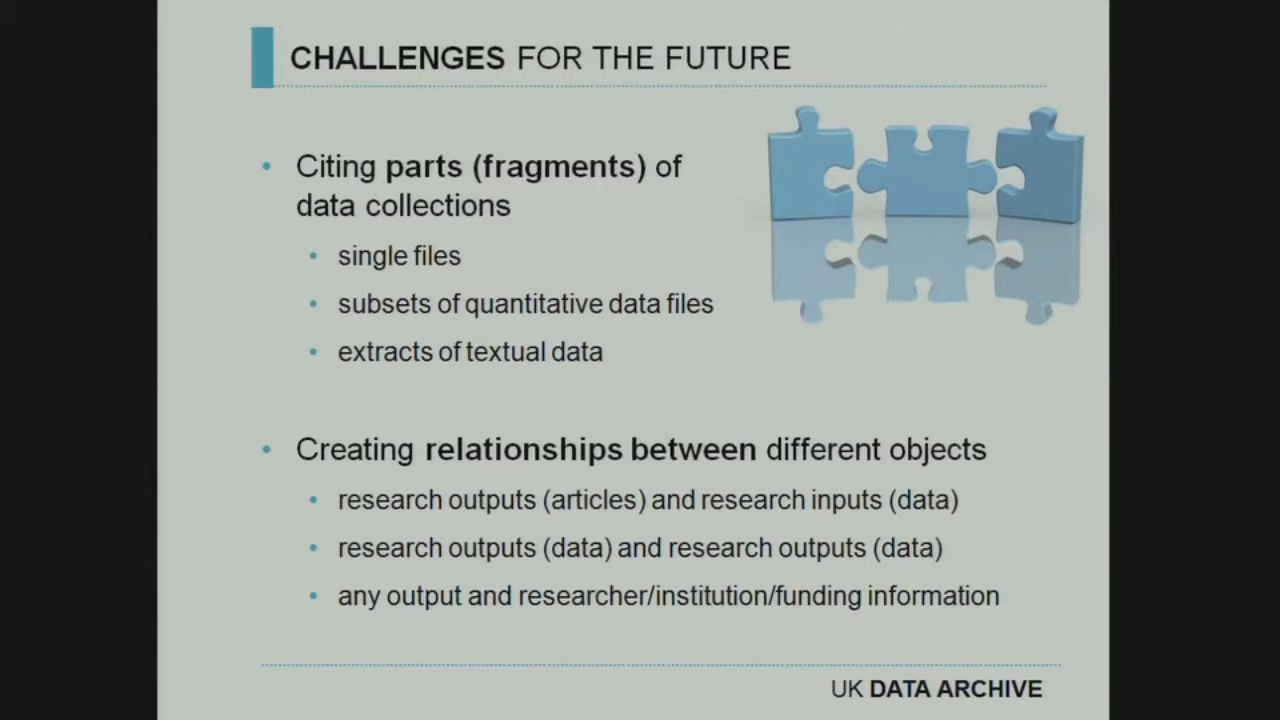 CHALLENGES FOR THE FUTURE
• Citing parts (fragments) of
data collections
• single files
• subsets of quantitative data files
• extracts of textual data
• Creating relationships between different objects
• research outputs (articles) and research inputs (data)
• research outputs (data) and research outputs (data)
• any output and researcher/institution/funding information
UK DATA ARCHIVE